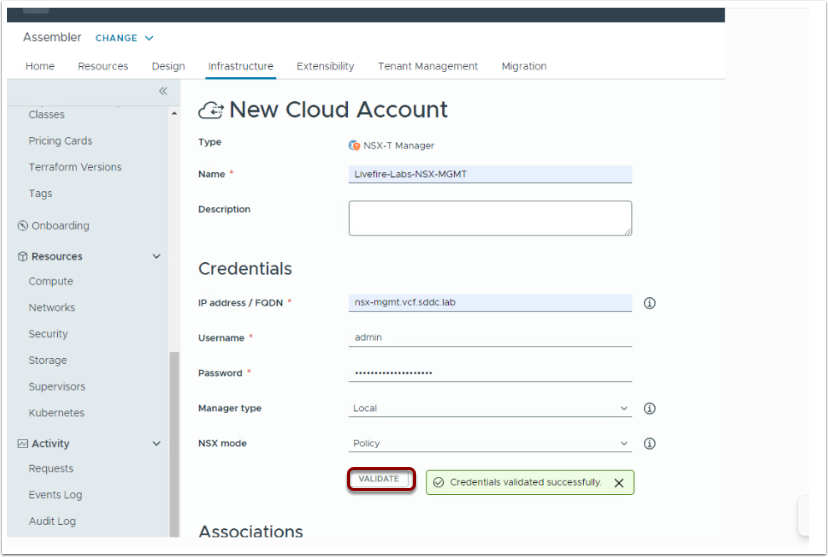 Assembler CHANGE
Home Resources Design Infrastructure Extensibility Tenant Management Migration
Classes
Pricing Cards
Terraform Versions
Tags
Onboarding
Resources
Compute
Networks
Security
Storage
Supervisors
Kubernetes
Activity
Requests
Events Log
Audit Log
New Cloud Account
Type NSX-T Manager
Name * Livefire-Labs-NSX-MGMT
Description
Credentials
IP address / FQDN * nsx-mgmt.vcf.sddc.lab
Username * admin
Password * ••••••••••••••••••••
Manager type Local
NSX mode Policy
VALIDATE Credentials validated successfully.
Associations